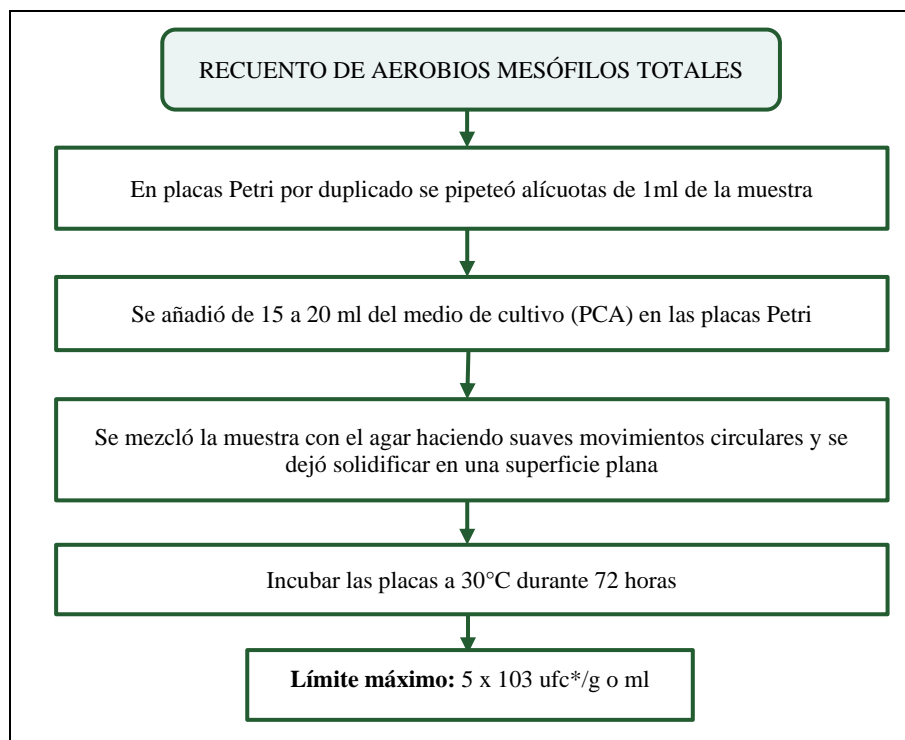 RECUENTO DE AEROBIOS MESÓFILOS TOTALES
En placas Petri por duplicado se pipeteó alícuotas de 1ml de la muestra
Se añadió de 15 a 20 ml del medio de cultivo (PCA) en las placas Petri
Se mezcló la muestra con el agar haciendo suaves movimientos circulares y se
dejó solidificar en una superficie plana
Incubar las placas a 30°C durante 72 horas
Límite máximo: 5 x 103 ufc*/g o ml